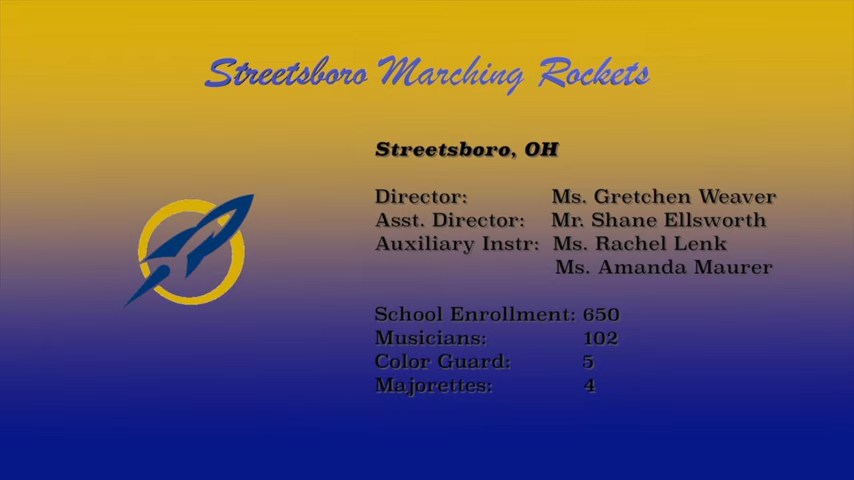 Streetsboro Marching Rockets
Streetsboro, OH
Director: Ms. Gretchen Weaver
Asst. Director: Mr. Shane Ellsworth
Auxiliary Instr: Ms. Rachel Lenk
Ms. Amanda Maurer
School Enrollment: 650
Musicians: 102
Color Guard: 5
Majorettes: 4